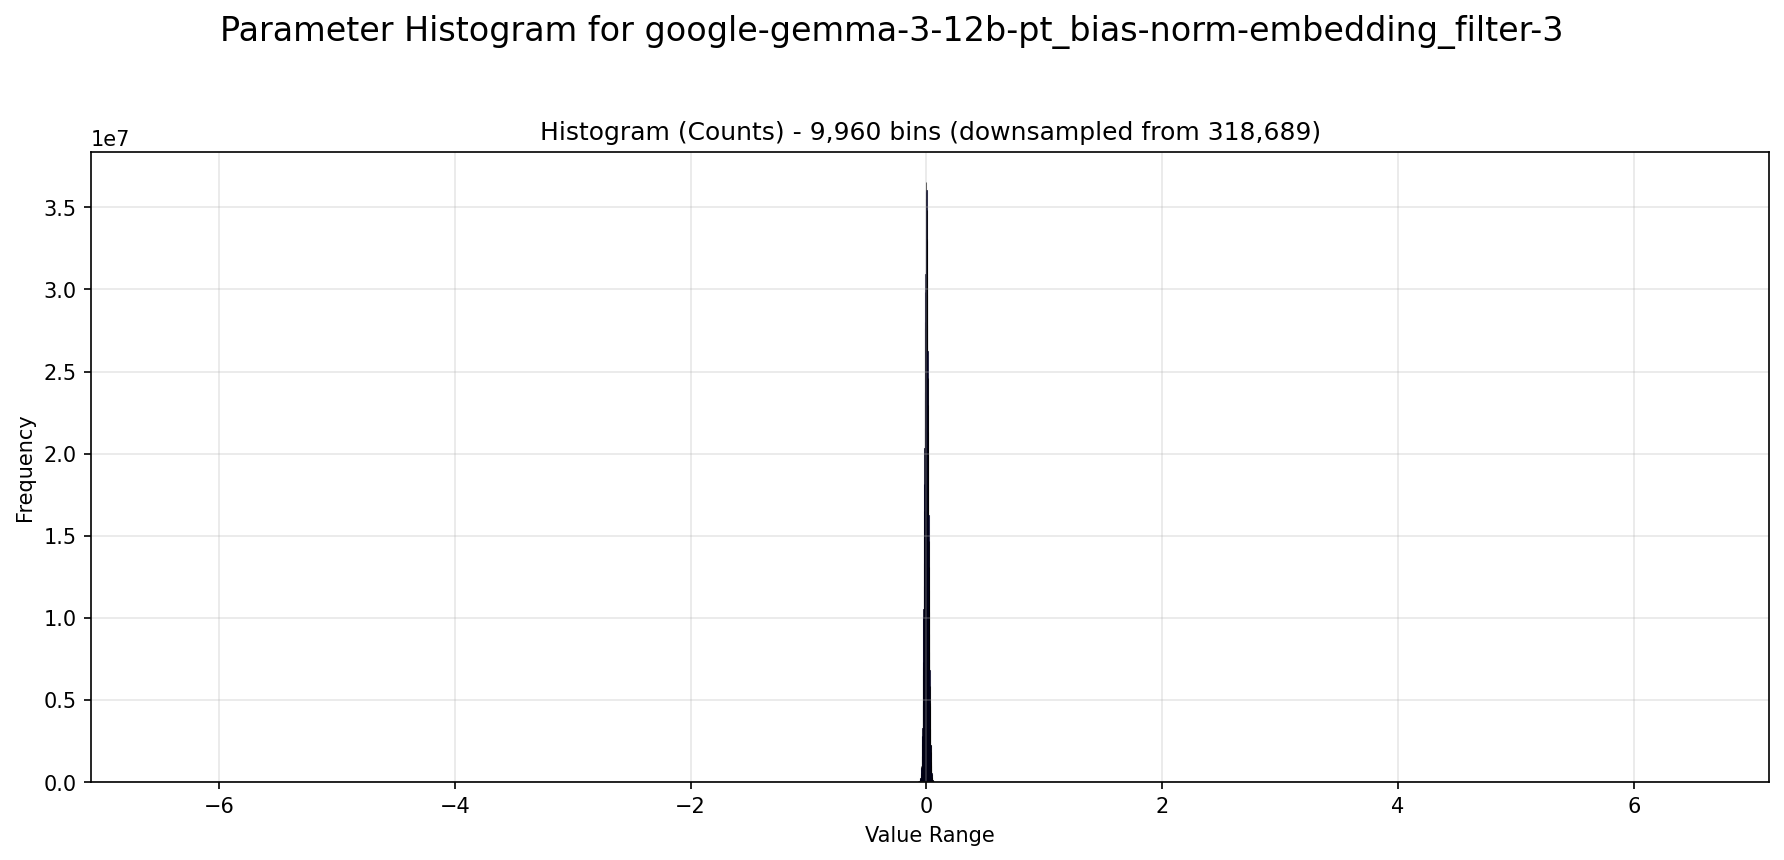 Parameter Histogram for google-gemma-3-12b-pt_bias-norm-embedding_filter-3
Histogram (Counts) - 9,960 bins (downsampled from 318,689)
1e7
3.5
3.0
2.5
2.0
1.5
1.0
0.5
0.0
Frequency
−6 −4 −2 0 2 4 6
Value Range